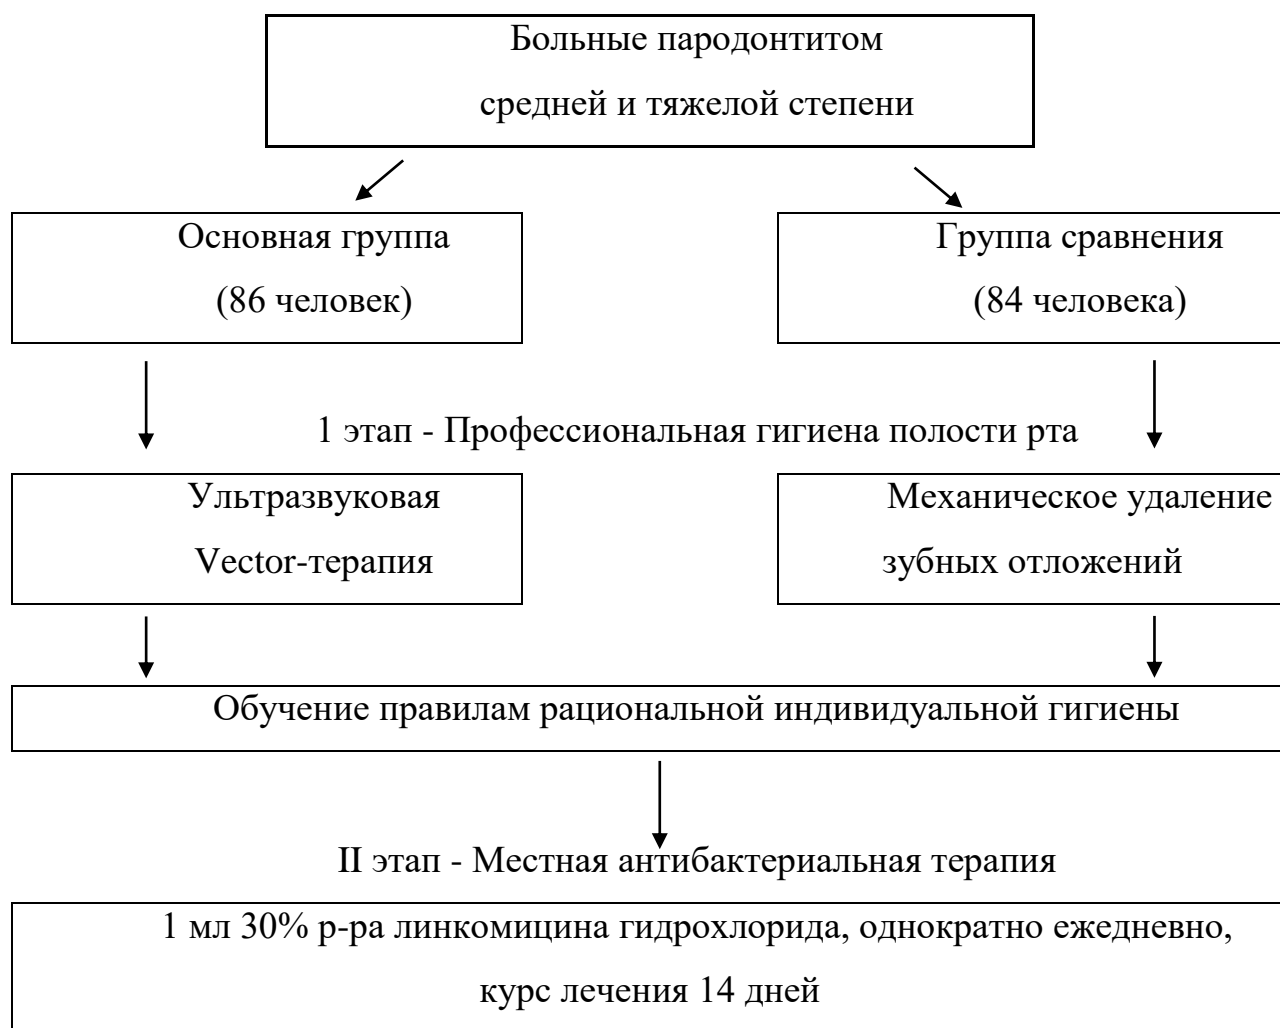 Больные пародонтитом
средней и тяжелой степени
Основная группа
(86 человек)
Группа сравнения
(84 человека)
1 этап - Профессиональная гигиена полости рта
Ультразвуковая
Vector-терапия
Механическое удаление
зубных отложений
Обучение правилам рациональной индивидуальной гигиены
II этап - Местная антибактериальная терапия
1 мл 30% р-ра линкомицина гидрохлорида, однократно ежедневно,
курс лечения 14 дней